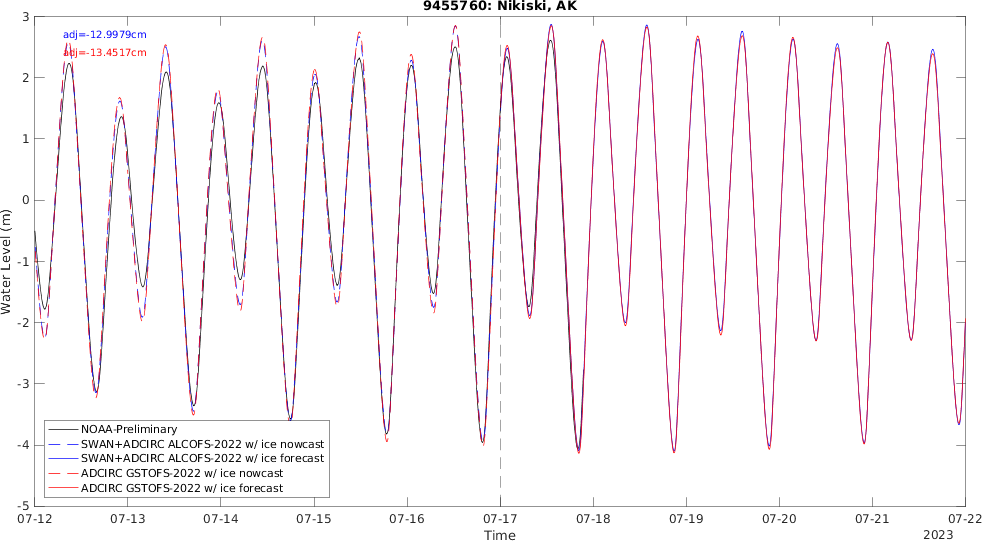 9455760: Nikiski, AK
adj=-12.9979cm
adj=-13.4517cm
3
2
1
0
-1
-2
-3
-4
-5
Water Level (m)
NOAA-Preliminary
SWAN+ADCIRC ALCOFS-2022 w/ ice nowcast
SWAN+ADCIRC ALCOFS-2022 w/ ice forecast
ADCIRC GSTOFS-2022 w/ ice nowcast
ADCIRC GSTOFS-2022 w/ ice forecast
07-12 07-13 07-14 07-15 07-16 07-17 07-18 07-19 07-20 07-21 07-22
Time
2023